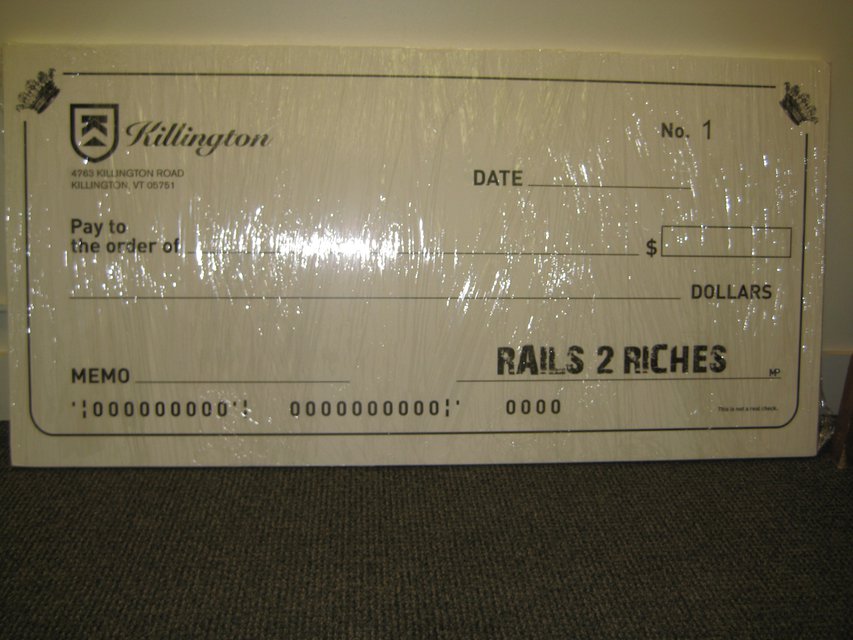 Killington
No. 1
4763 KILLINGTON ROAD
KILLINGTON, VT 05751
DATE
Pay to
the order of
$
DOLLARS
RAILS 2 RICHES
MEMO
MP
'¦000000000'¦ 0000000000¦' 0000
This is not a real check.